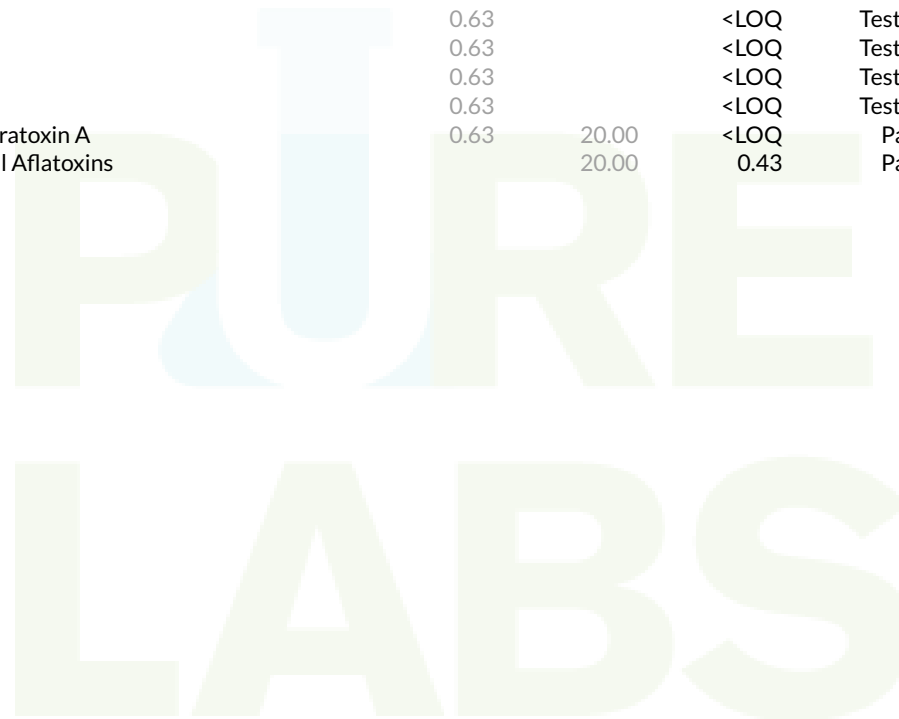 0.63 <LOQ Test
0.63 <LOQ Test
0.63 <LOQ Test
0.63 <LOQ Test
ratoxin A 0.63 20.00 <LOQ Pa
l Aflatoxins 20.00 0.43 Pa
PURE
LABS